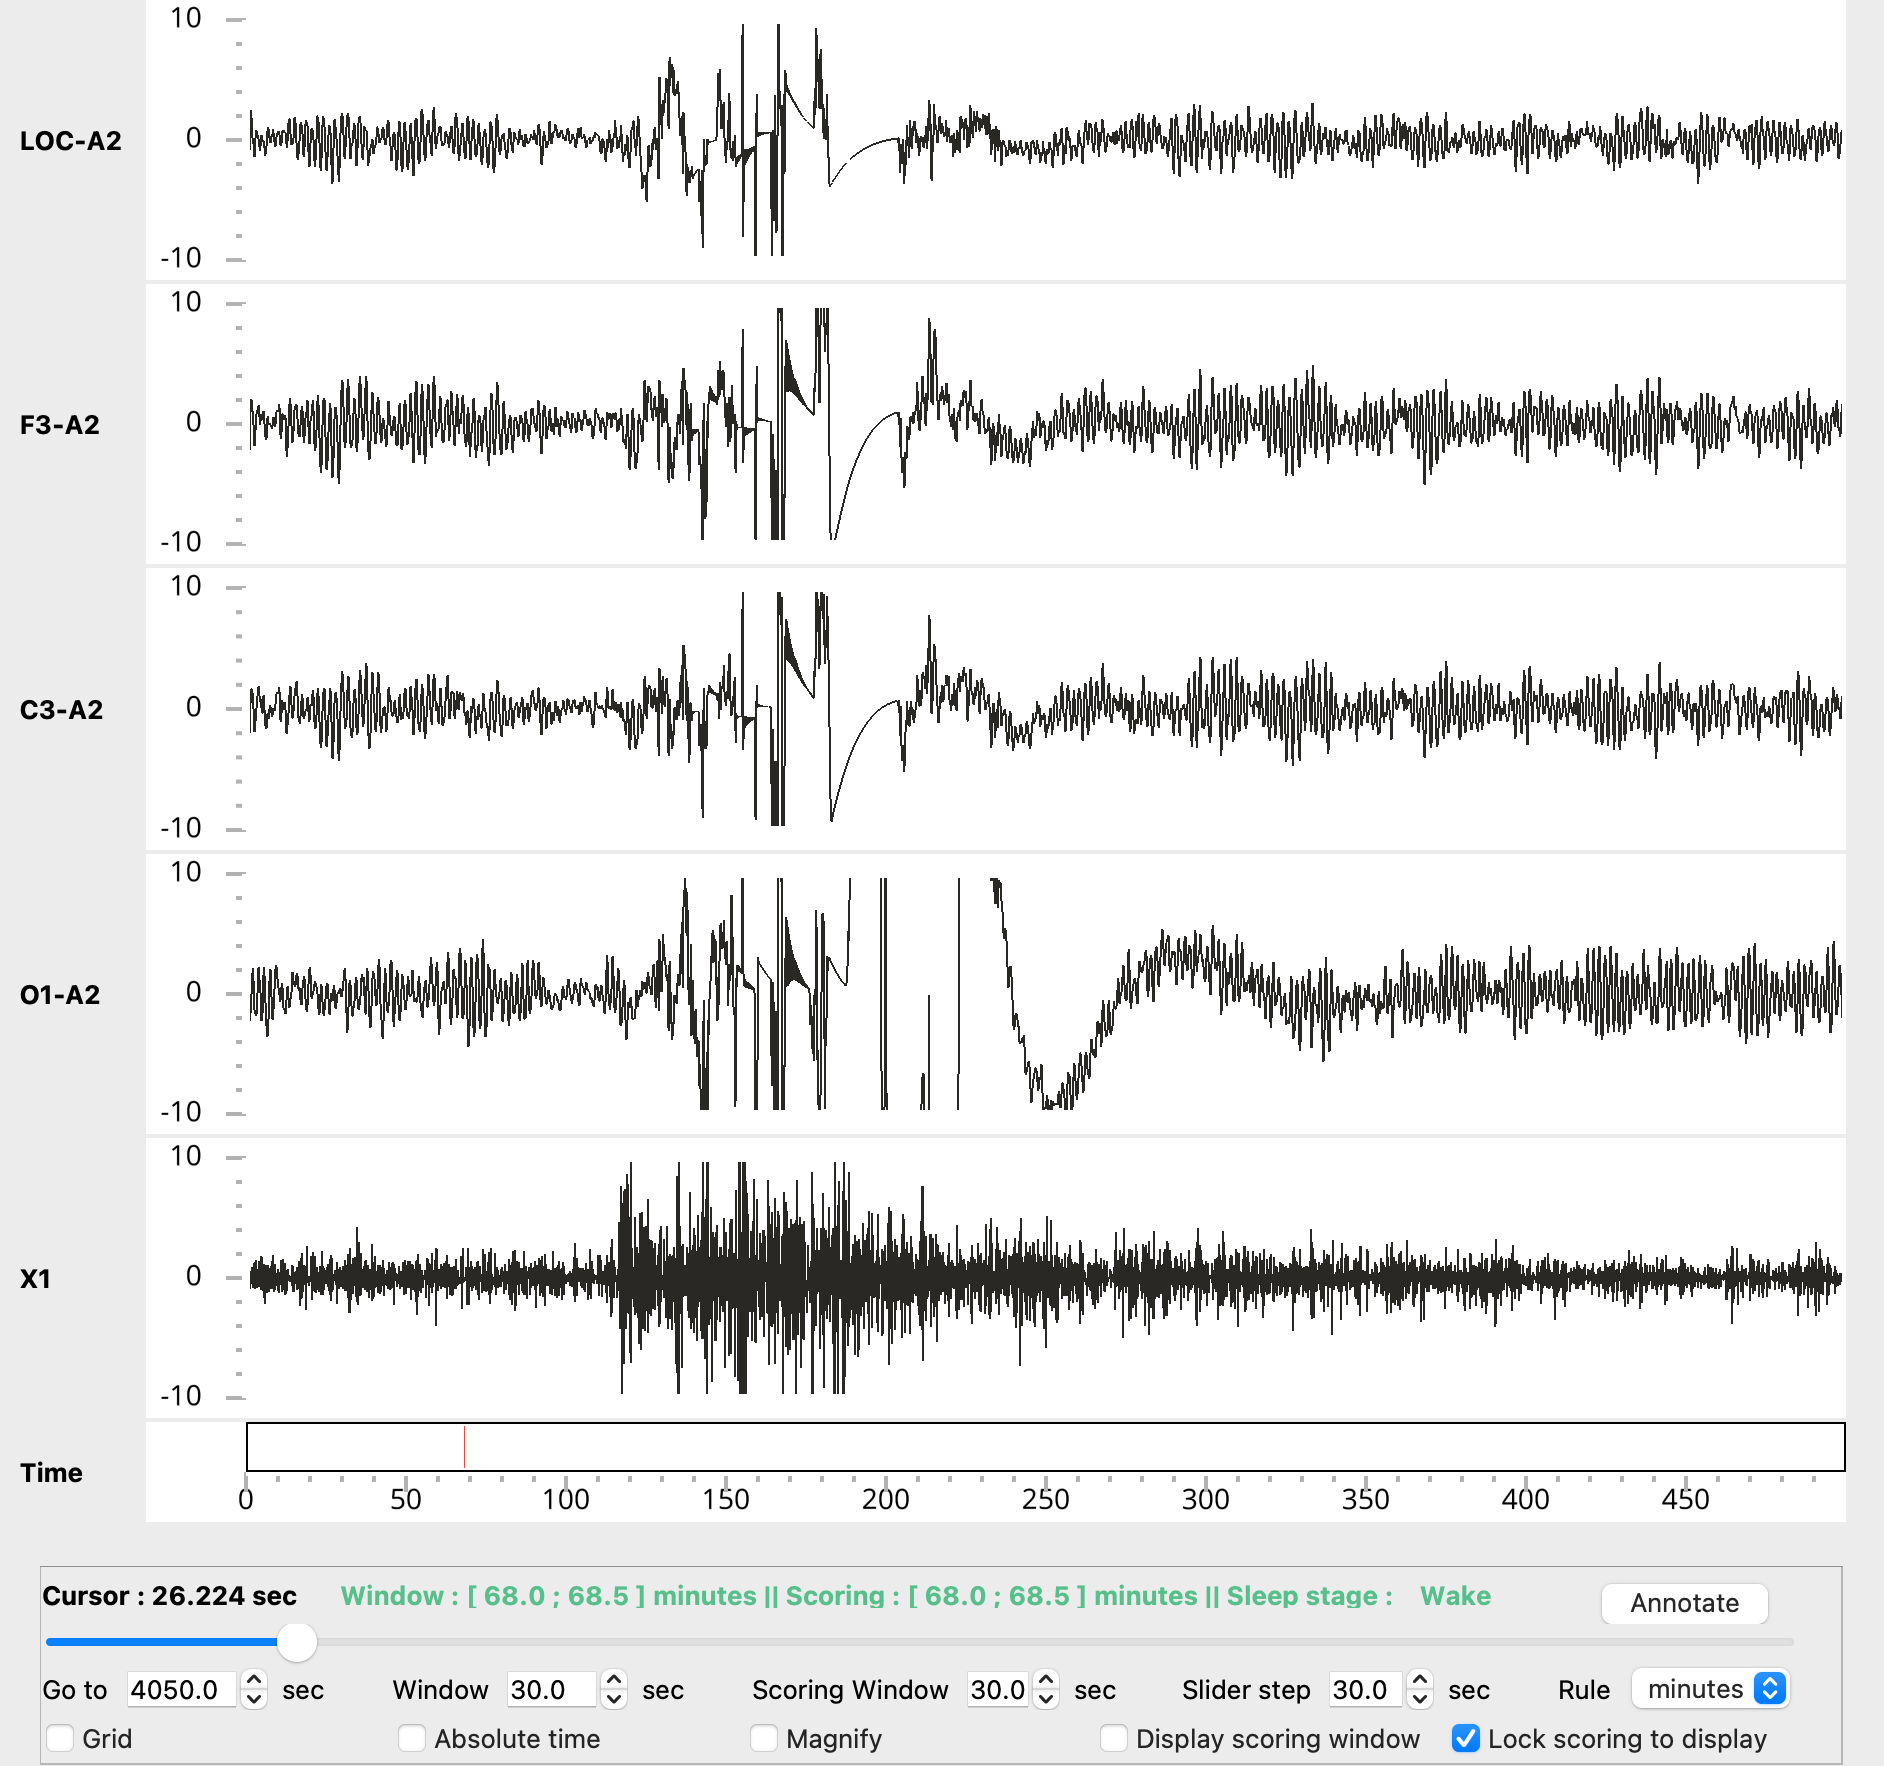 10
LOC-A2
0
-10
10
F3-A2
0
-10
10
C3-A2
0
-10
10
O1-A2
0
-10
10
X1
0
-10
Time
0 50 100 150 200 250 300 350 400 450
Cursor : 26.224 sec Window : [ 68.0 ; 68.5 ] minutes || Scoring : [ 68.0 ; 68.5 ] minutes || Sleep stage : Wake Annotate
Go to 4050.0 sec Window 30.0 sec Scoring Window 30.0 sec Slider step 30.0 sec Rule minutes
Grid Absolute time Magnify Display scoring window Lock scoring to display